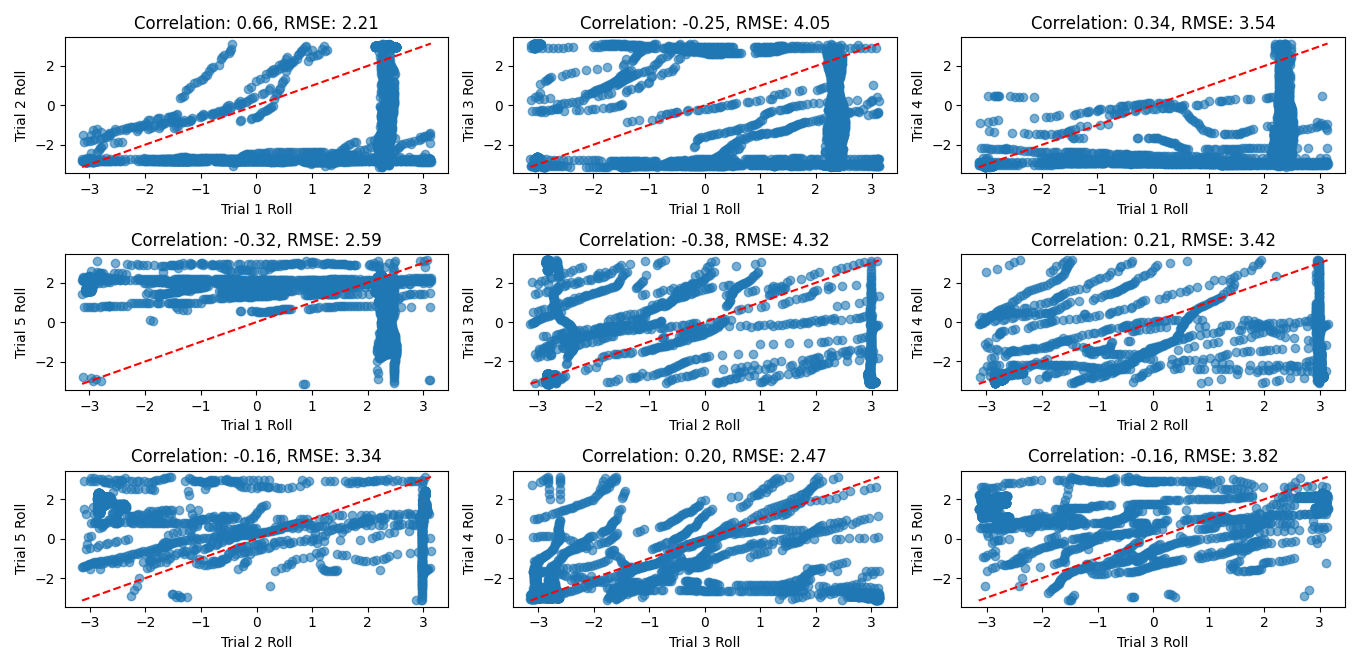 Correlation: 0.66, RMSE: 2.21
Trial 2 Roll
2
0
−2
−3 −2 −1 0 1 2 3
Trial 1 Roll
Correlation: -0.25, RMSE: 4.05
Trial 3 Roll
2
0
−2
−3 −2 −1 0 1 2 3
Trial 1 Roll
Correlation: 0.34, RMSE: 3.54
Trial 4 Roll
2
0
−2
−3 −2 −1 0 1 2 3
Trial 1 Roll
Correlation: -0.32, RMSE: 2.59
Trial 5 Roll
2
0
−2
−3 −2 −1 0 1 2 3
Trial 1 Roll
Correlation: -0.38, RMSE: 4.32
Trial 3 Roll
2
0
−2
−3 −2 −1 0 1 2 3
Trial 2 Roll
Correlation: 0.21, RMSE: 3.42
Trial 4 Roll
2
0
−2
−3 −2 −1 0 1 2 3
Trial 2 Roll
Correlation: -0.16, RMSE: 3.34
Trial 5 Roll
2
0
−2
−3 −2 −1 0 1 2 3
Trial 2 Roll
Correlation: 0.20, RMSE: 2.47
Trial 4 Roll
2
0
−2
−3 −2 −1 0 1 2 3
Trial 3 Roll
Correlation: -0.16, RMSE: 3.82
Trial 5 Roll
2
0
−2
−3 −2 −1 0 1 2 3
Trial 3 Roll